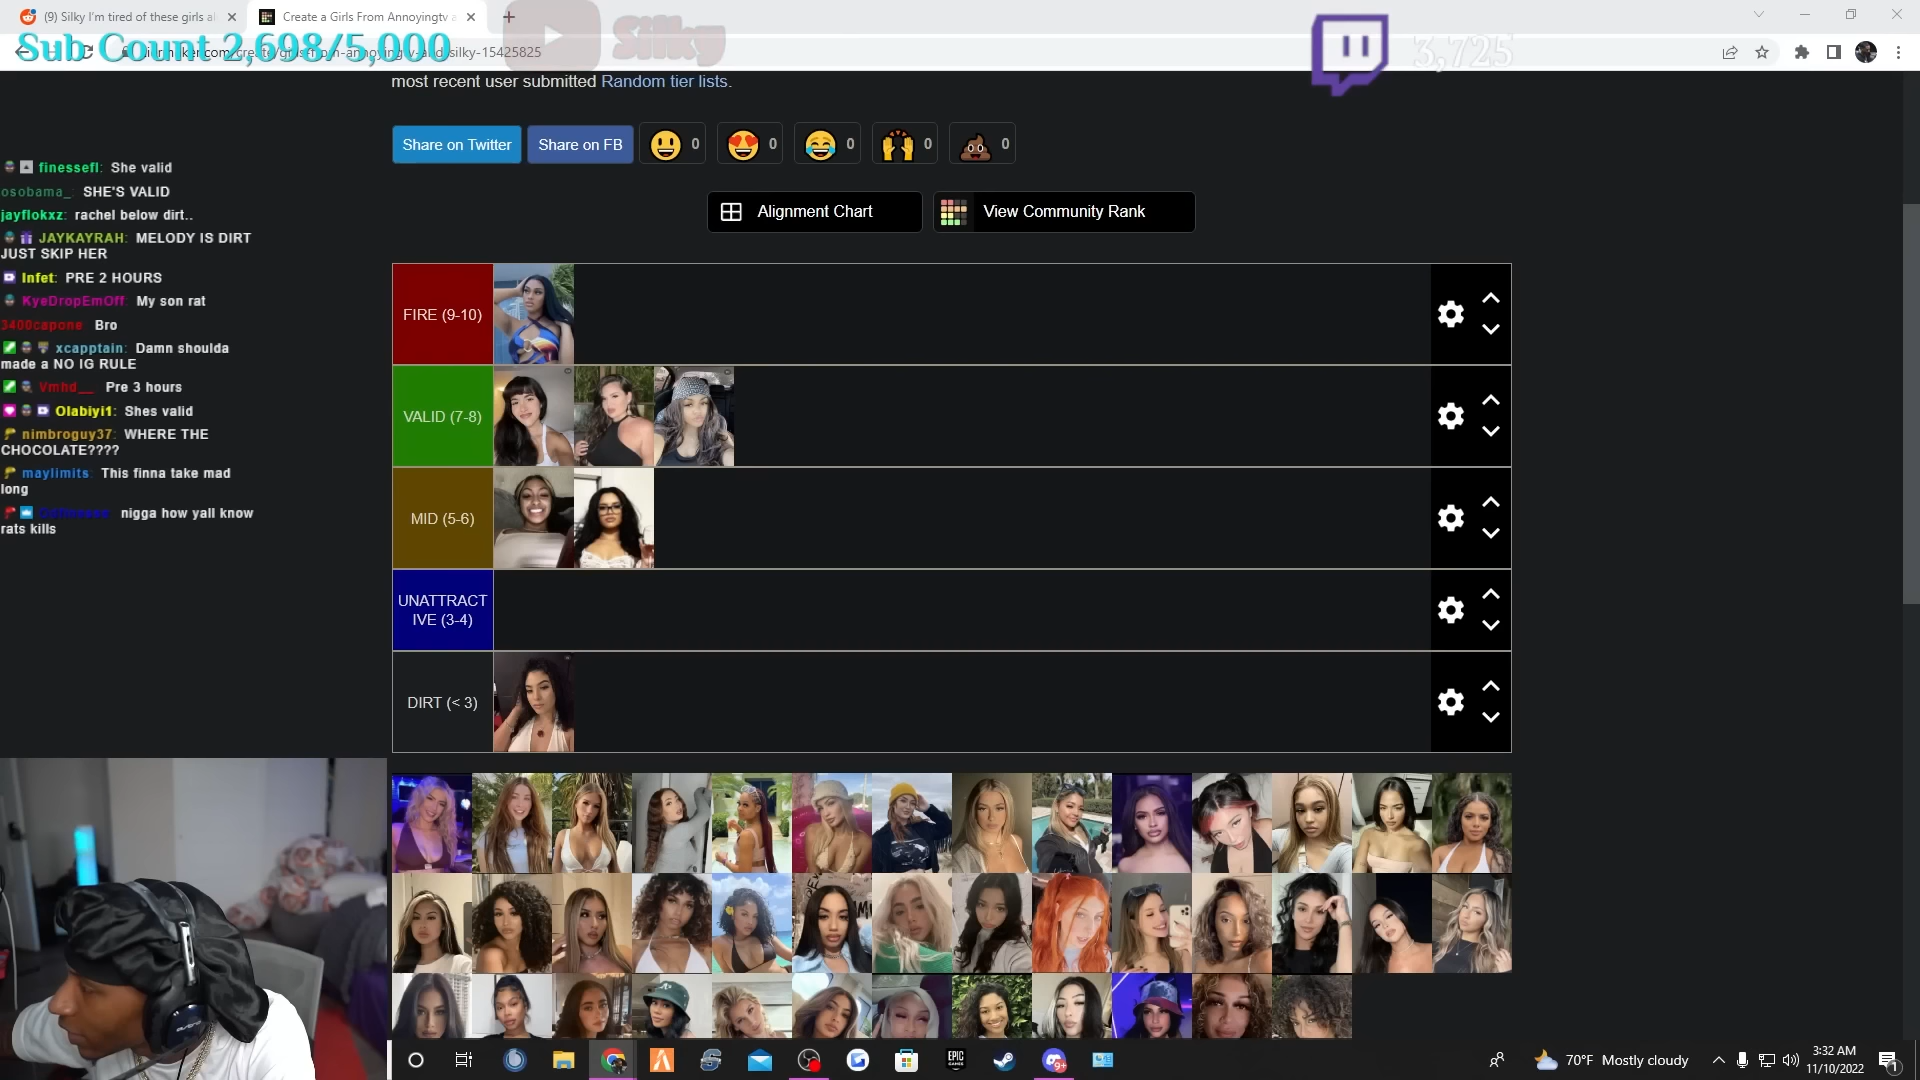 (9) Silky I'm tired of these girls al
Create a Girls From Annoyingtv a
Sub Count 2,698/5,000
Silky
3,725
most recent user submitted Random tier lists.
Share on Twitter
Share on FB
0
0
0
0
0
Alignment Chart
View Community Rank
finessefl: She valid
osobama_: SHE'S VALID
jayflokxz: rachel below dirt..
JAYKAYRAH: MELODY IS DIRT
JUST SKIP HER
Infet: PRE 2 HOURS
KyeDropEmOff: My son rat
3400capone: Bro
xcapptain: Damn shoulda
made a NO IG RULE
Vmhd__: Pre 3 hours
Olabiyi1: Shes valid
nimbroguy37: WHERE THE
CHOCOLATE????
maylimits: This finna take mad
long
nigga how yall know
rats kills
FIRE (9-10)
VALID (7-8)
MID (5-6)
UNATTRACT
IVE (3-4)
DIRT (< 3)
EPIC
GAMES
9+
70°F Mostly cloudy
3:32 AM
11/10/2022
1